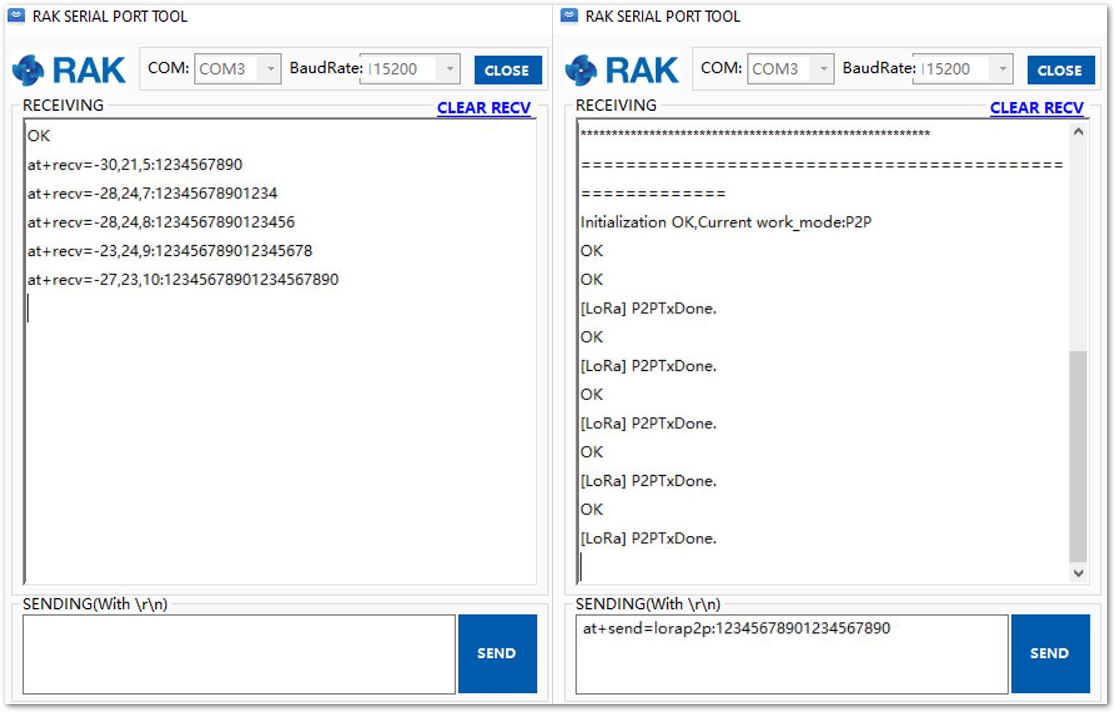 RAK SERIAL PORT TOOL
RAK COM: COM3 BaudRate: 115200 CLOSE
RECEIVING CLEAR RECV
OK
at+recv=-30,21,5:1234567890
at+recv=-28,24,7:12345678901234
at+recv=-28,24,8:1234567890123456
at+recv=-23,24,9:123456789012345678
at+recv=-27,23,10:12345678901234567890
SENDING(With \r\n)
SEND
RAK SERIAL PORT TOOL
RAK COM: COM3 BaudRate: 115200 CLOSE
RECEIVING CLEAR RECV
********************************************************
===========================================
=============
Initialization OK,Current work_mode:P2P
OK
OK
[LoRa] P2PTxDone.
OK
[LoRa] P2PTxDone.
OK
[LoRa] P2PTxDone.
OK
[LoRa] P2PTxDone.
OK
[LoRa] P2PTxDone.
SENDING(With \r\n)
at+send=lorap2p:12345678901234567890
SEND